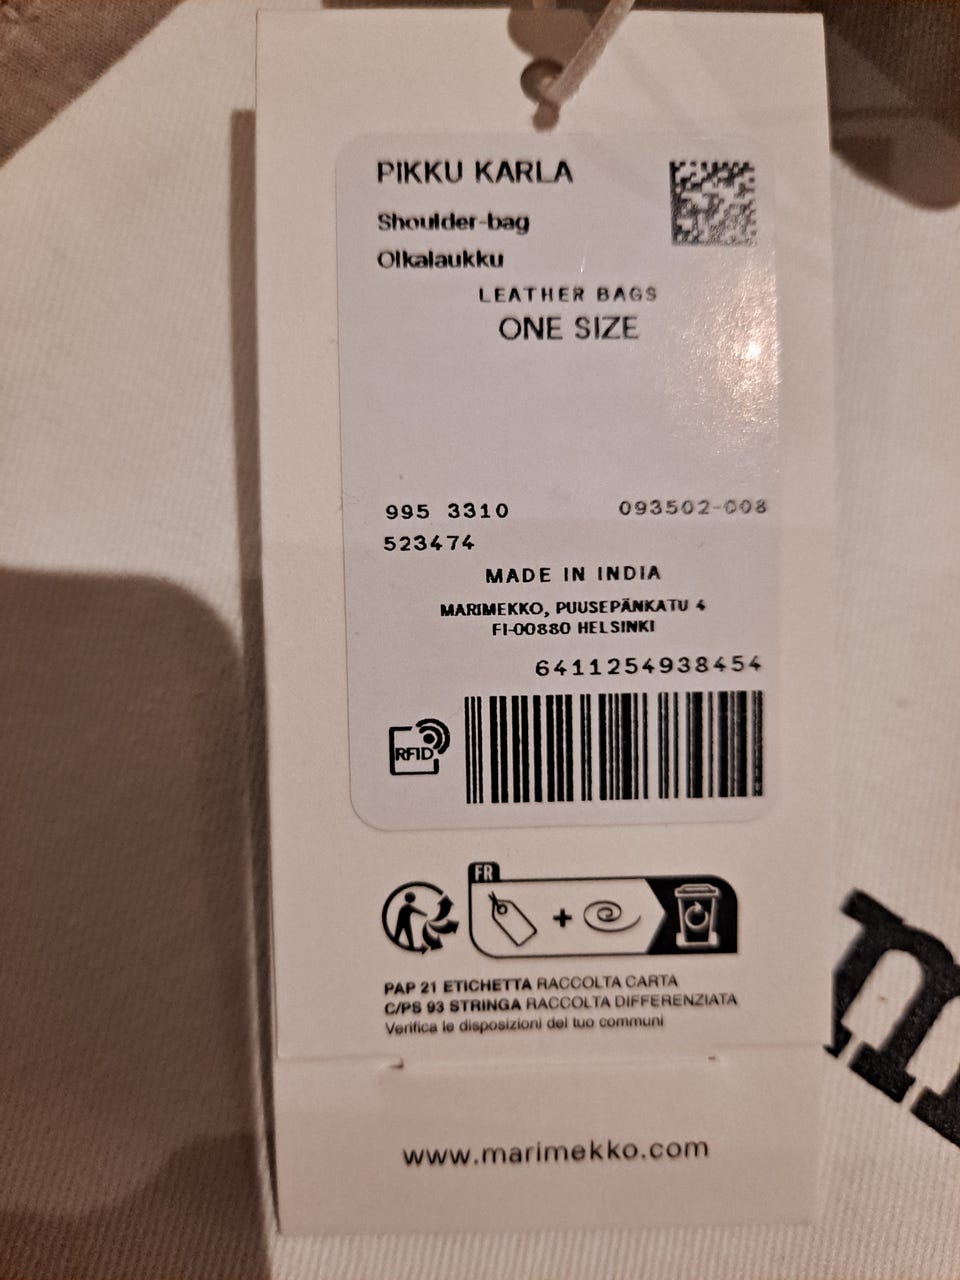 PIKKU KARLA
Shoulder-bag
Olkalaukku
LEATHER BAGS
ONE SIZE
995 3310 093502-008
523474
MADE IN INDIA
MARIMEKKO, PUUSEPÄNKATU 4
FI-00880 HELSINKI
6411254938454
RFID
FR
+
PAP 21 ETICHETTA RACCOLTA CARTA
C/PS 93 STRINGA RACCOLTA DIFFERENZIATA
Verifica le disposizioni del tuo communi
www.marimekko.com
m